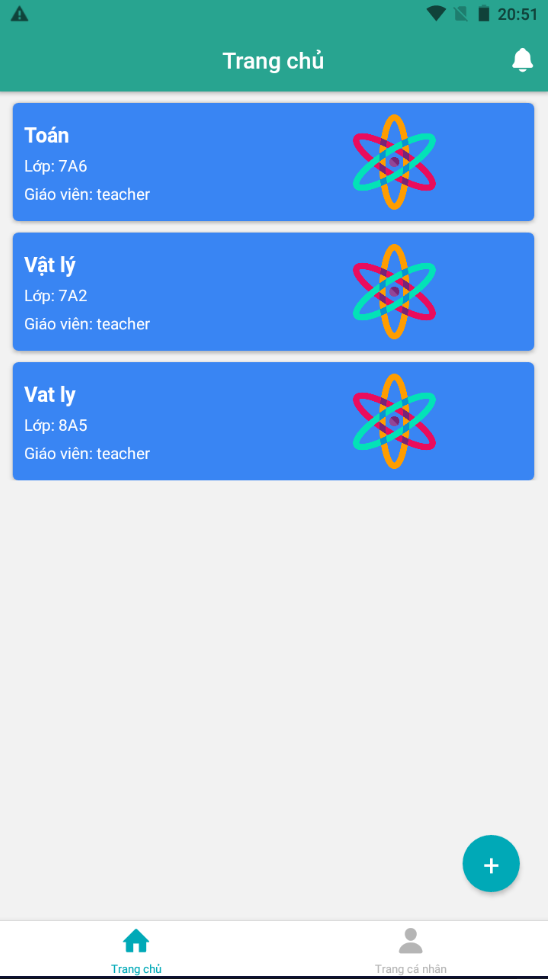 20:51
Trang chủ
Toán
Lớp: 7A6
Giáo viên: teacher
Vật lý
Lớp: 7A2
Giáo viên: teacher
Vat ly
Lớp: 8A5
Giáo viên: teacher
+
Trang chủ
Trang cá nhân